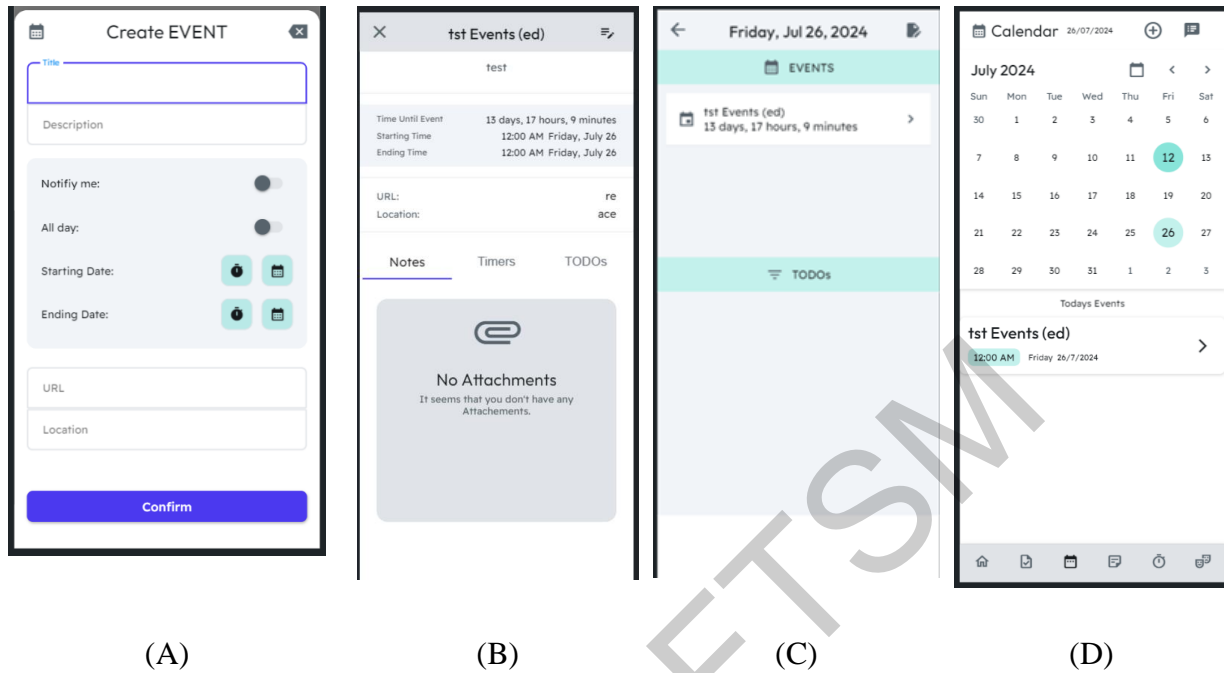 Create EVENT
Title
Description
Notifiy me:
All day:
Starting Date:
Ending Date:
URL
Location
Confirm
(A)
tst Events (ed)
test
Time Until Event 13 days, 17 hours, 9 minutes
Starting Time 12:00 AM Friday, July 26
Ending Time 12:00 AM Friday, July 26
URL: re
Location: ace
Notes Timers TODOs
No Attachments
It seems that you don't have any
Attachements.
(B)
Friday, Jul 26, 2024
EVENTS
tst Events (ed)
13 days, 17 hours, 9 minutes
TODOs
(C)
Calendar 26/07/2024
July 2024
Sun Mon Tue Wed Thu Fri Sat
30 1 2 3 4 5 6
7 8 9 10 11 12 13
14 15 16 17 18 19 20
21 22 23 24 25 26 27
28 29 30 31 1 2 3
Todays Events
tst Events (ed)
12:00 AM Friday 26/7/2024
(D)
ETSM